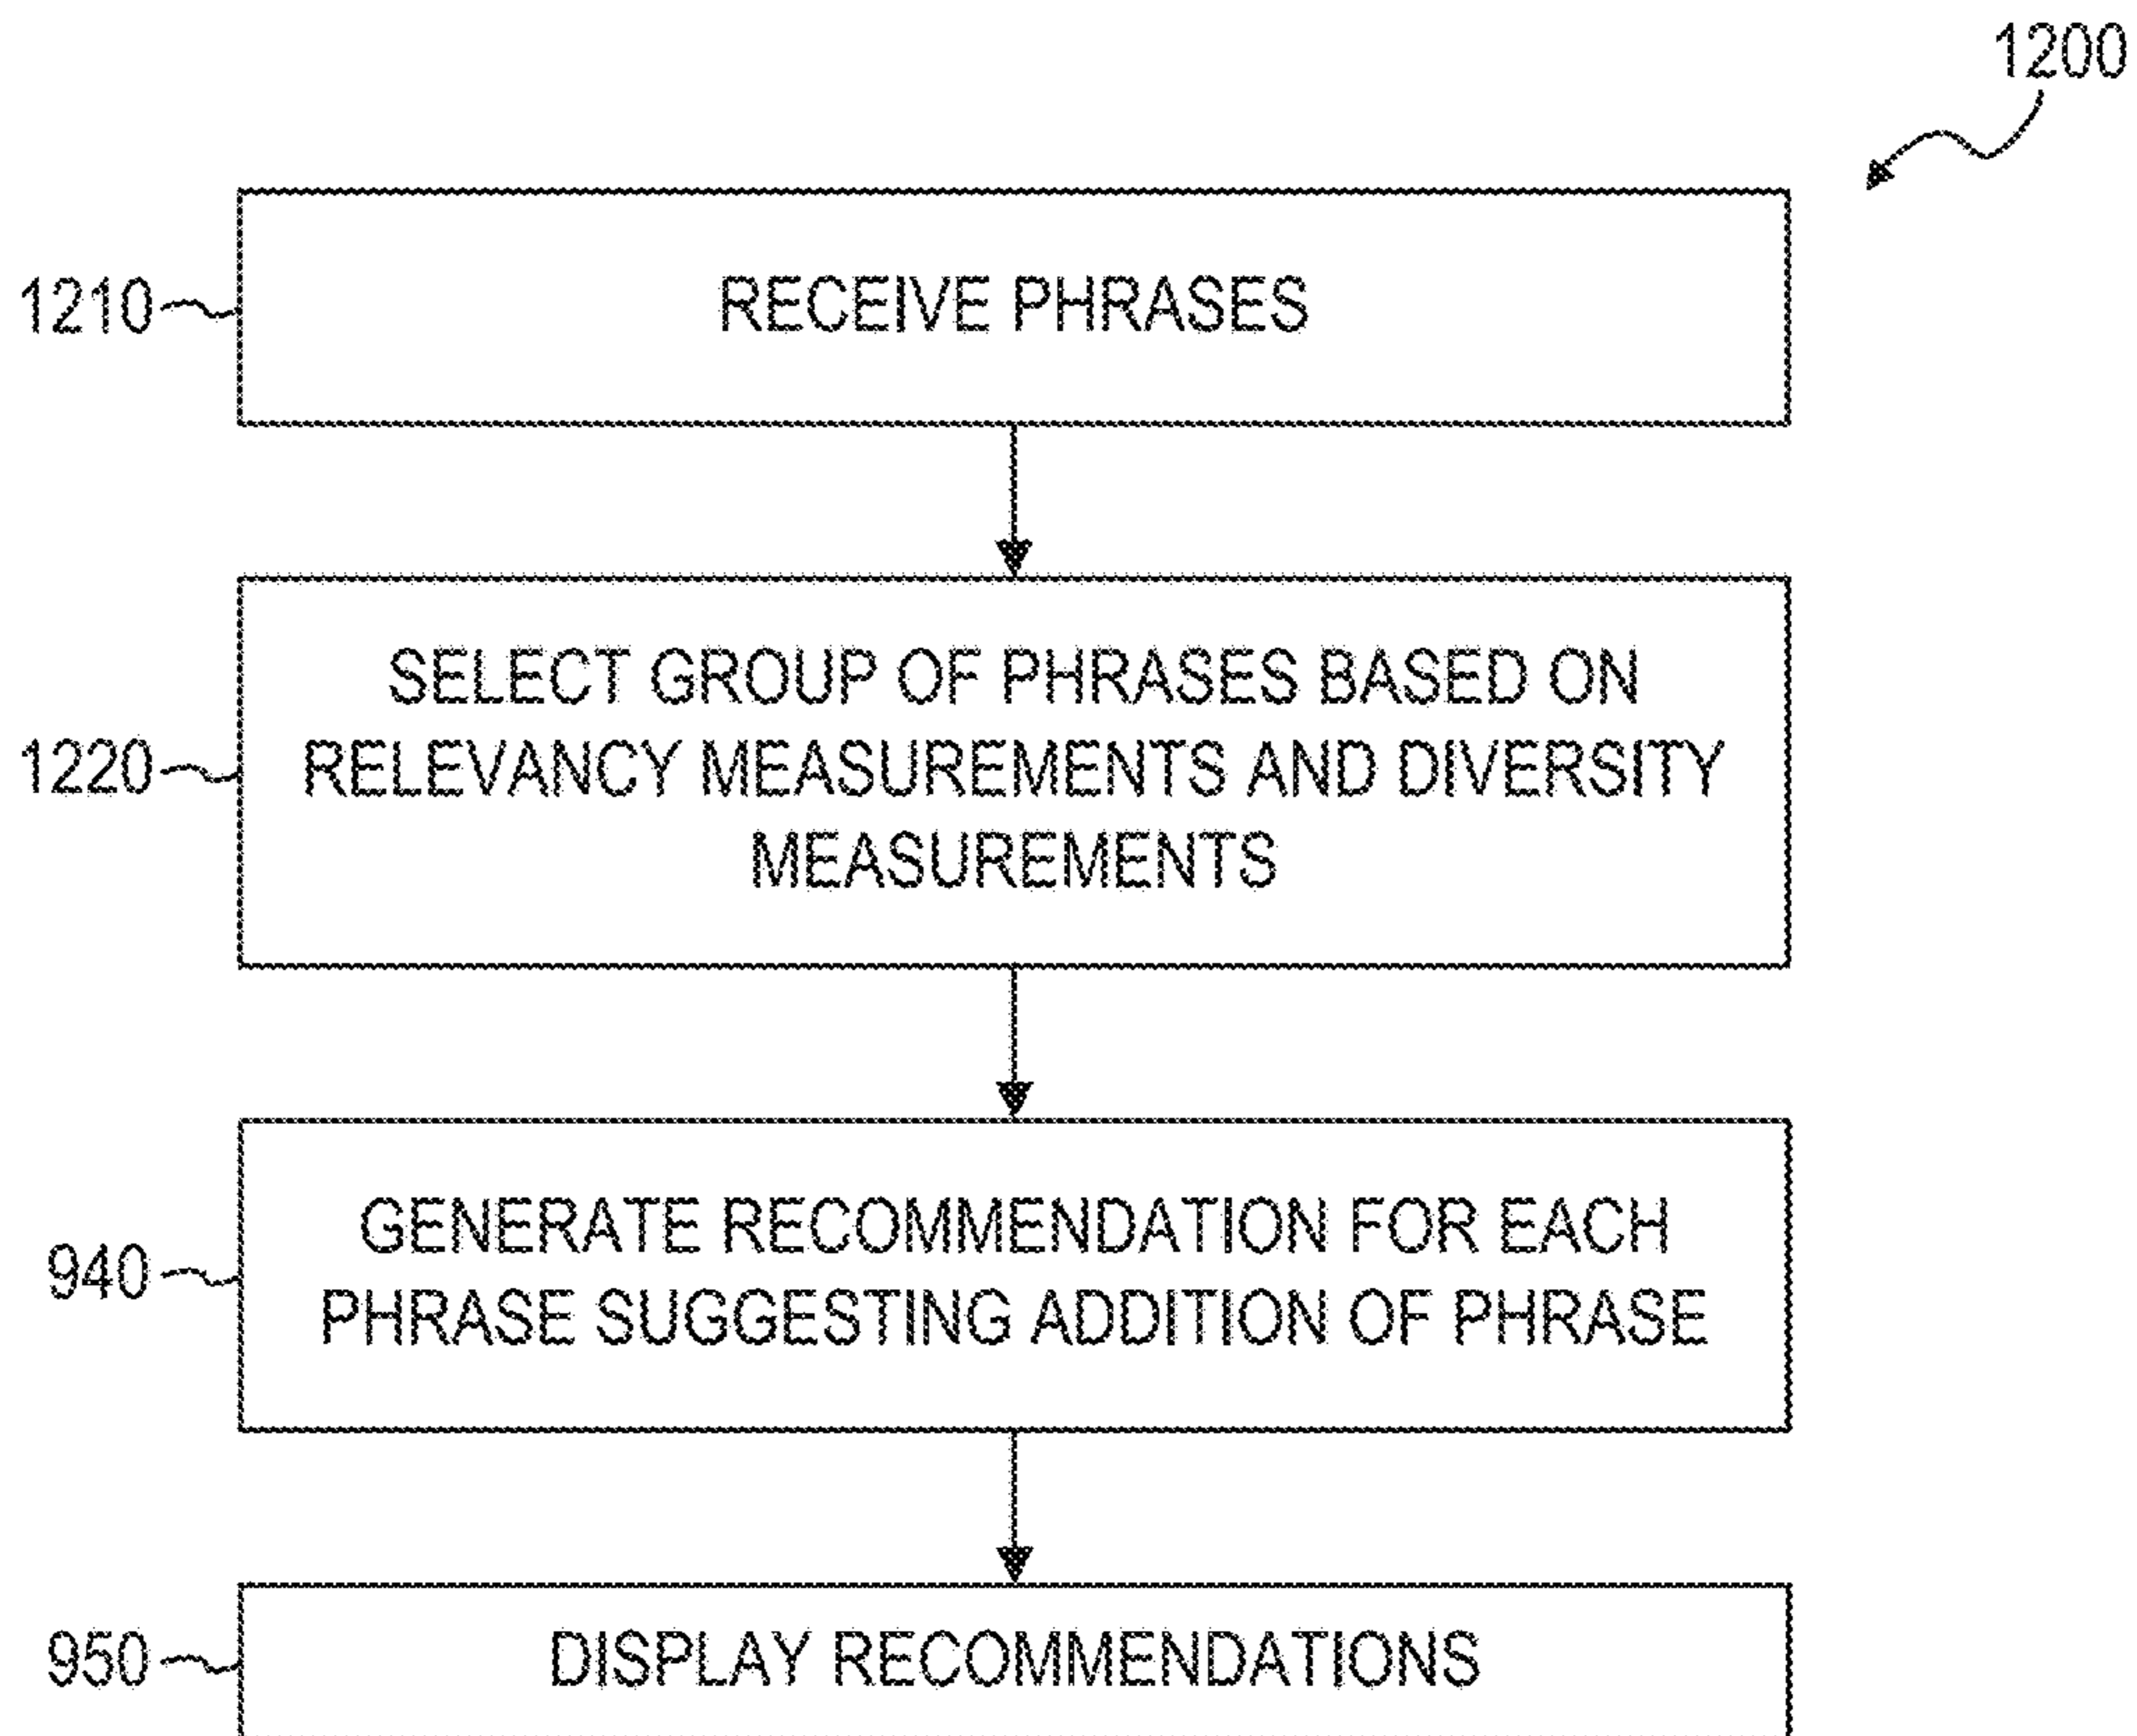 1200
1210
RECEIVE PHRASES
1220
SELECT GROUP OF PHRASES BASED ON
RELEVANCY MEASUREMENTS AND DIVERSITY
MEASUREMENTS
940
GENERATE RECOMMENDATION FOR EACH
PHRASE SUGGESTING ADDITION OF PHRASE
950
DISPLAY RECOMMENDATIONS